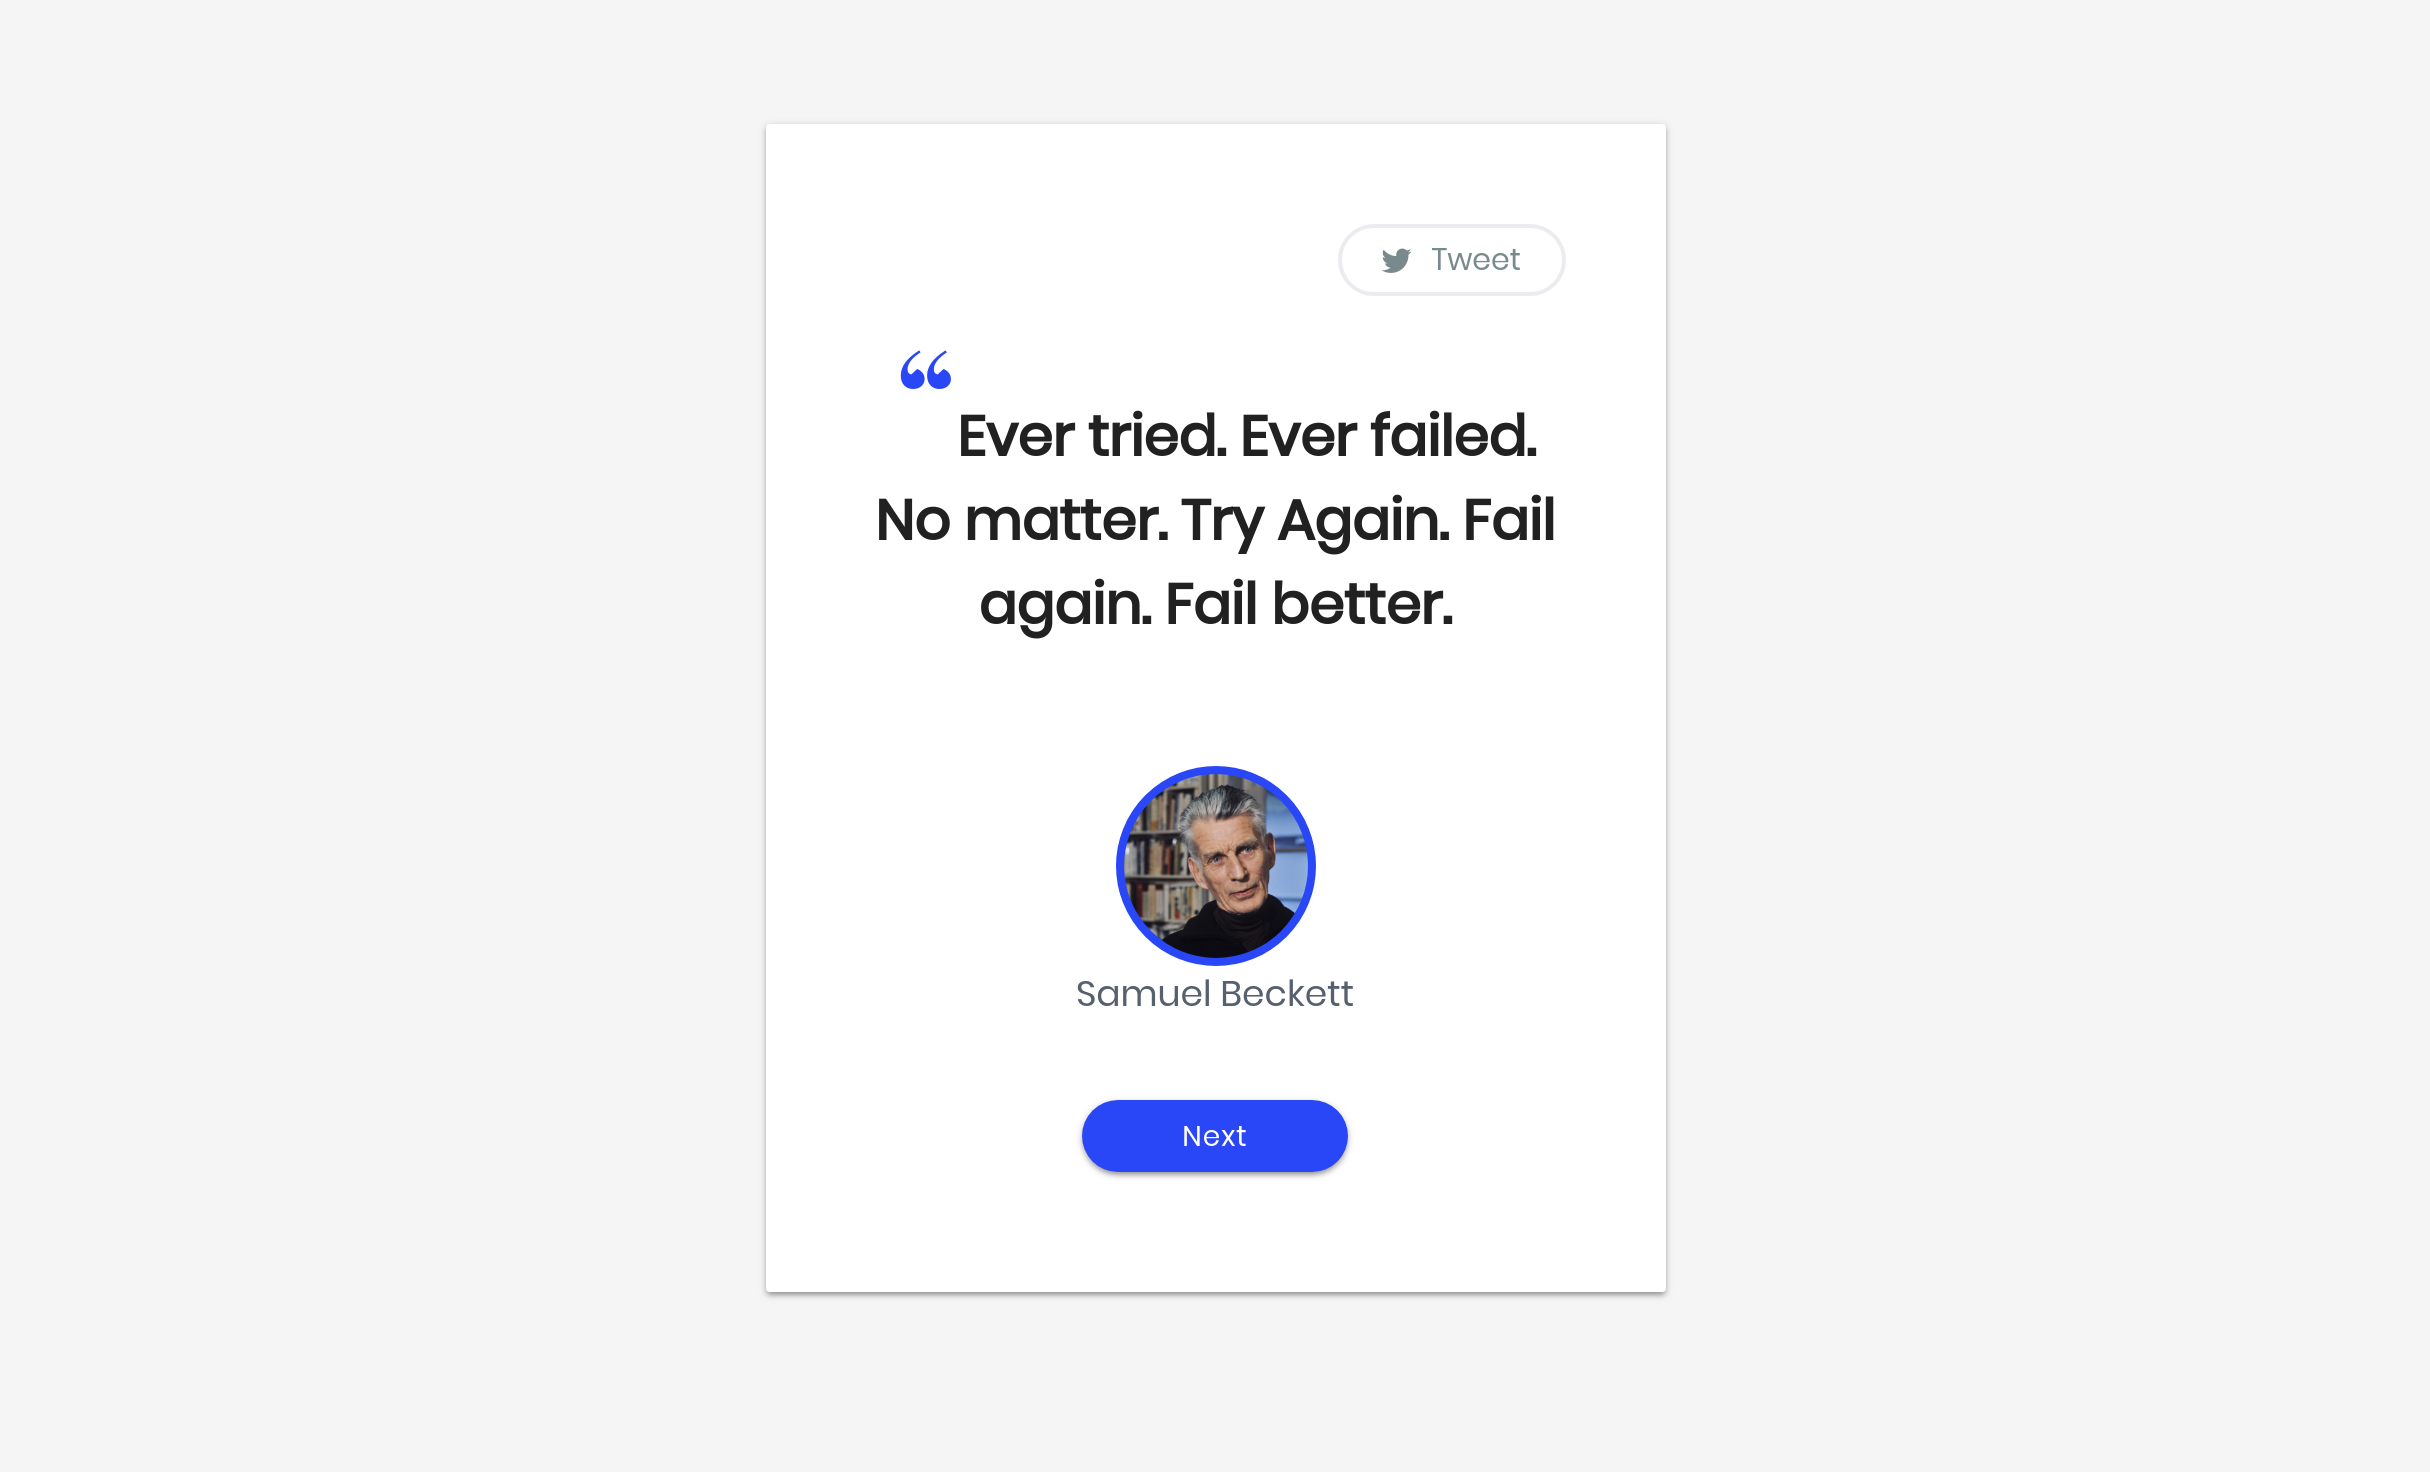 Tweet
“
Ever tried. Ever failed.
No matter. Try Again. Fail
again. Fail better.
Samuel Beckett
Next